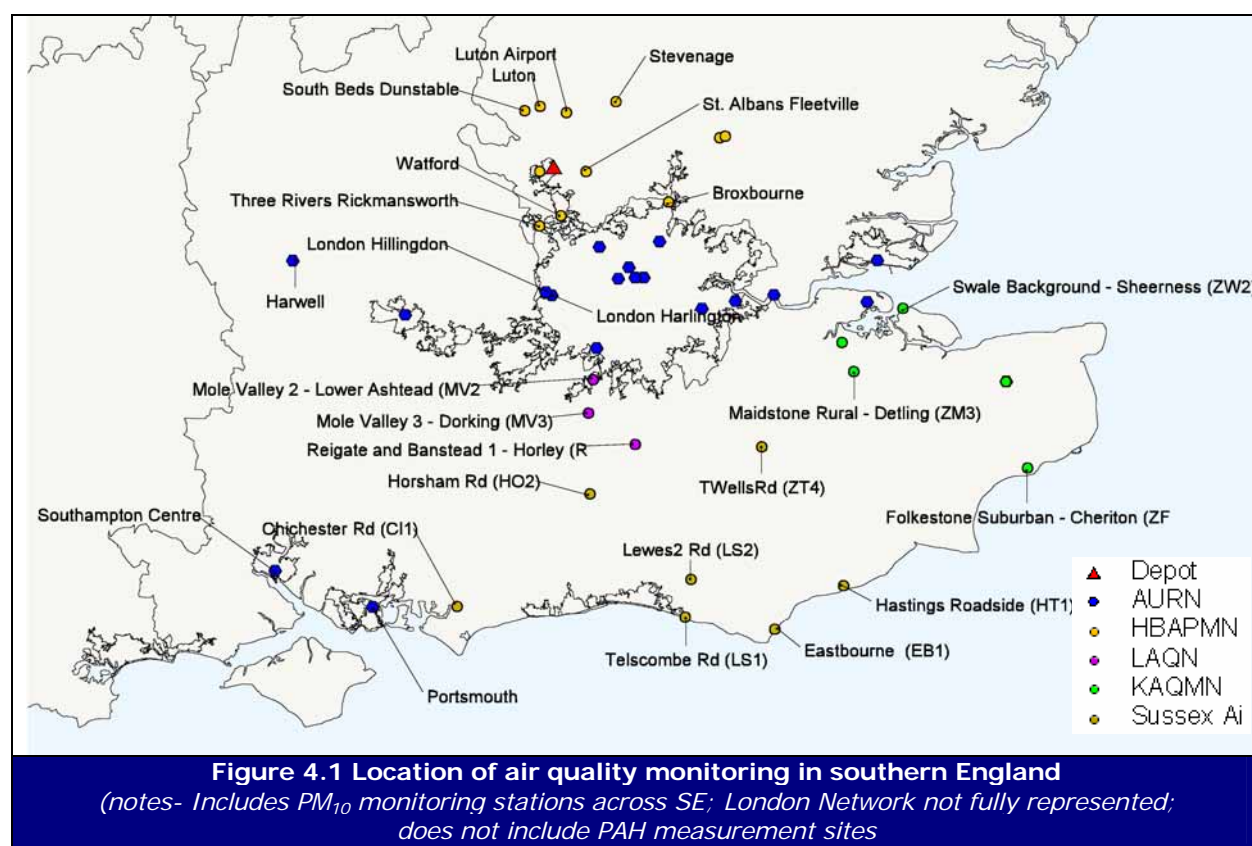 Luton Airport
Stevenage
Luton
South Beds Dunstable
St. Albans Fleetville
Watford
Broxbourne
Three Rivers Rickmansworth
London Hillingdon
Harwell
Swale Background - Sheerness (ZW2)
London Harlington
Mole Valley 2 - Lower Ashtead (MV2
Mole Valley 3 - Dorking (MV3)
Maidstone Rural - Detling (ZM3)
Reigate and Banstead 1 - Horley (R
Horsham Rd (HO2)
TWellsRd (ZT4)
Southampton Centre
Chichester Rd (CI1)
Folkestone Suburban - Cheriton (ZF
Lewes2 Rd (LS2)
Hastings Roadside (HT1)
Telscombe Rd (LS1)
Eastbourne (EB1)
Portsmouth
Depot
AURN
HBAPMN
LAQN
KAQMN
Sussex Ai
Figure 4.1 Location of air quality monitoring in southern England
(notes- Includes PM10 monitoring stations across SE; London Network not fully represented;
does not include PAH measurement sites